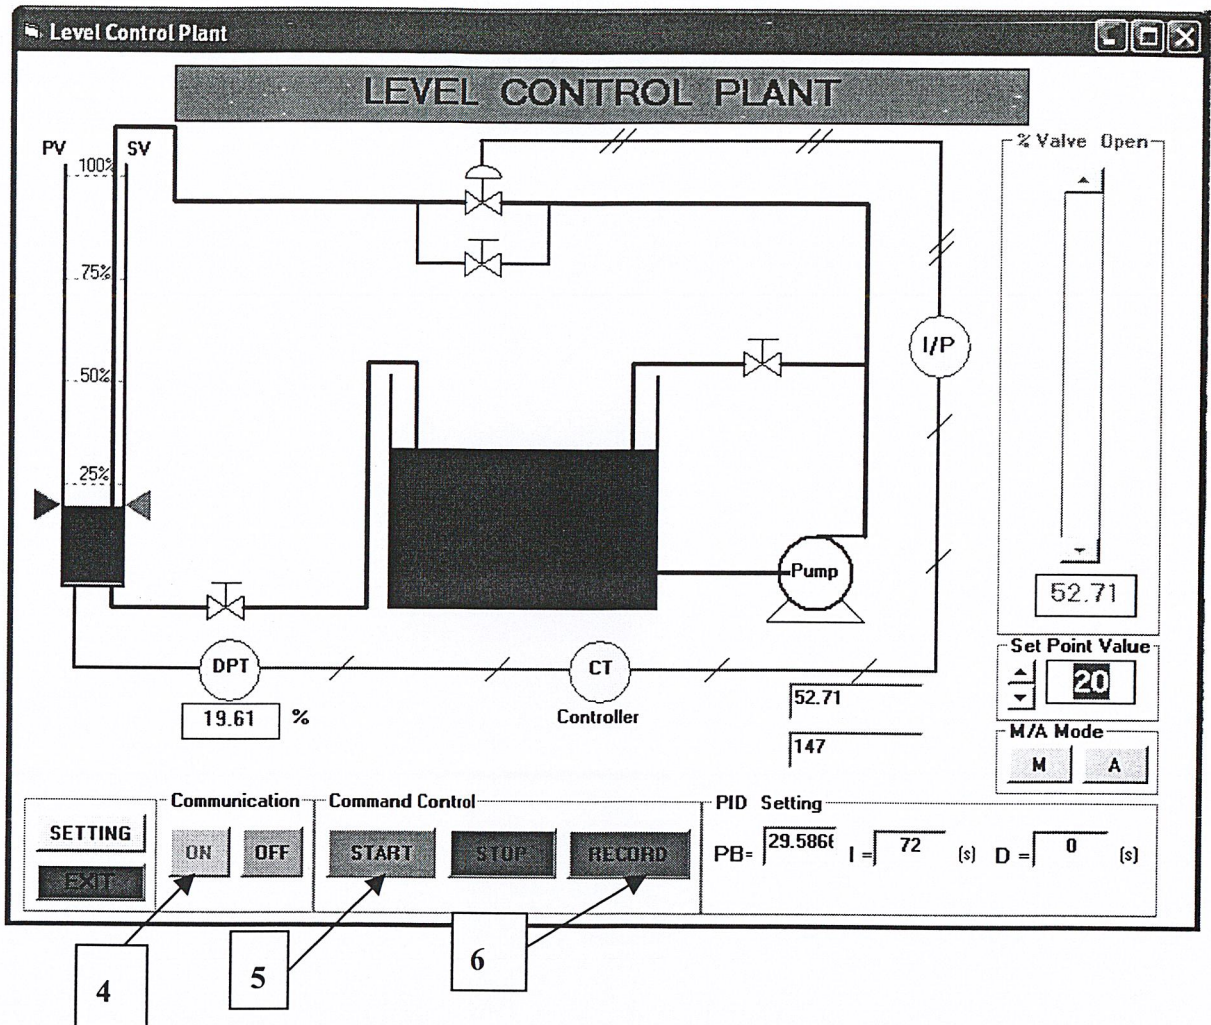 Level Control Plant
LEVEL CONTROL PLANT
PV
SV
100%
75%
50%
25%
% Valve Open
I/P
Pump
52.71
Set Point Value
20
DPT
CT
19.61 %
Controller
52.71
147
M/A Mode
M A
SETTING
EXIT
Communication
ON OFF
Command Control
START STOP RECORD
PID Setting
PB= 29.586 I = 72 (s) D = 0 (s)
4
5
6